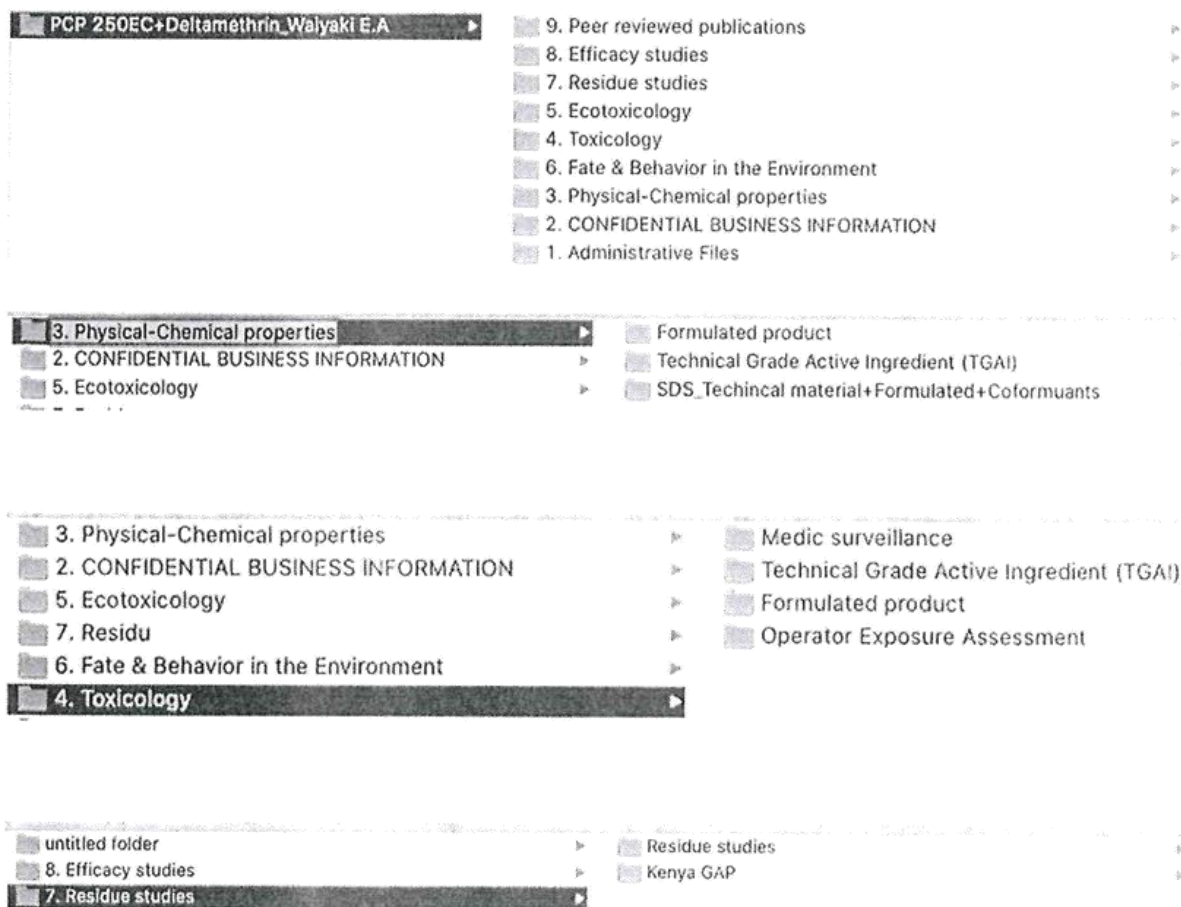 PCP 250EC+Deltamethrin_Waiyaki E.A
9. Peer reviewed publications
8. Efficacy studies
7. Residue studies
5. Ecotoxicology
4. Toxicology
6. Fate & Behavior in the Environment
3. Physical-Chemical properties
2. CONFIDENTIAL BUSINESS INFORMATION
1. Administrative Files
3. Physical-Chemical properties
2. CONFIDENTIAL BUSINESS INFORMATION
5. Ecotoxicology
Formulated product
Technical Grade Active Ingredient (TGAI)
SDS_Techincal material+Formulated+Coformuants
3. Physical-Chemical properties
2. CONFIDENTIAL BUSINESS INFORMATION
5. Ecotoxicology
7. Residu
6. Fate & Behavior in the Environment
4. Toxicology
Medic surveillance
Technical Grade Active Ingredient (TGAI)
Formulated product
Operator Exposure Assessment
untitled folder
8. Efficacy studies
7. Residue studies
Residue studies
Kenya GAP